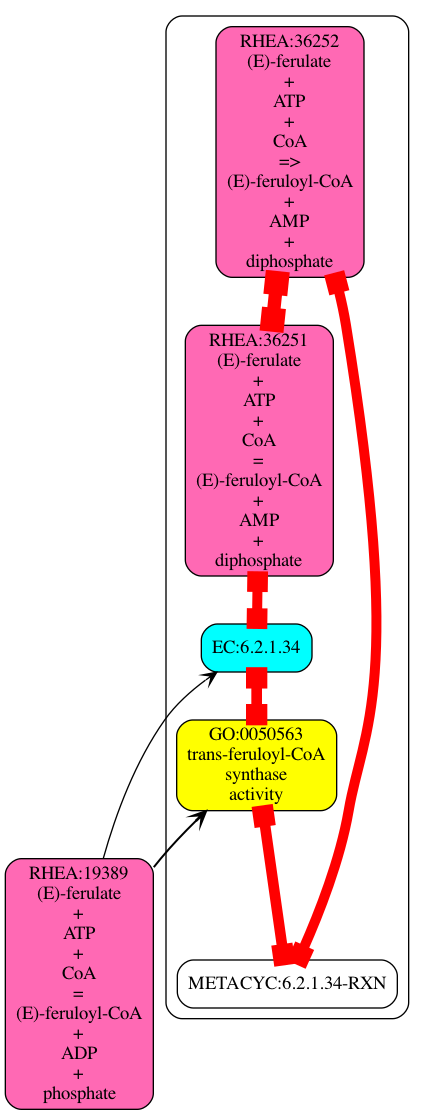 RHEA:36252
(E)-ferulate
+
ATP
+
CoA
=>
(E)-feruloyl-CoA
+
AMP
+
diphosphate
RHEA:36251
(E)-ferulate
+
ATP
+
CoA
=
(E)-feruloyl-CoA
+
AMP
+
diphosphate
EC:6.2.1.34
GO:0050563
trans-feruloyl-CoA
synthase
activity
RHEA:19389
(E)-ferulate
+
ATP
+
CoA
=
(E)-feruloyl-CoA
+
ADP
+
phosphate
METACYC:6.2.1.34-RXN